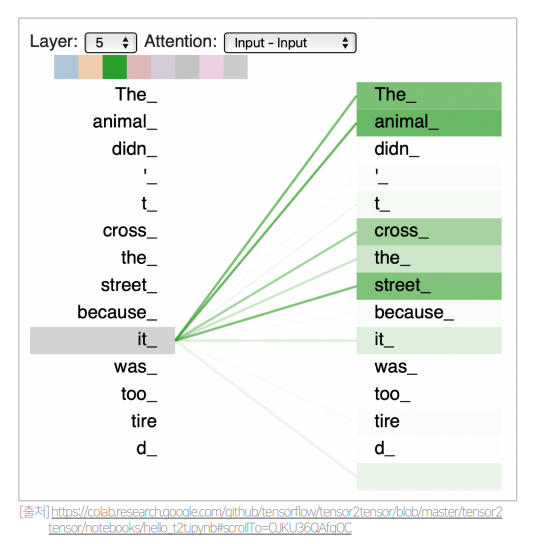 Layer: 5 Attention: Input - Input
The_ The_
animal_ animal_
didn_ didn_
'_ '_
t_ t_
cross_ cross_
the_ the_
street_ street_
because_ because_
it_ it_
was_ was_
too_ too_
tire tire
d_ d_
[출처] https://colab.research.google.com/github/tensorflow/tensor2tensor/blob/master/tensor2
tensor/notebooks/hello_t2t.ipynb#scrollTo=OJKU36QAfqOC